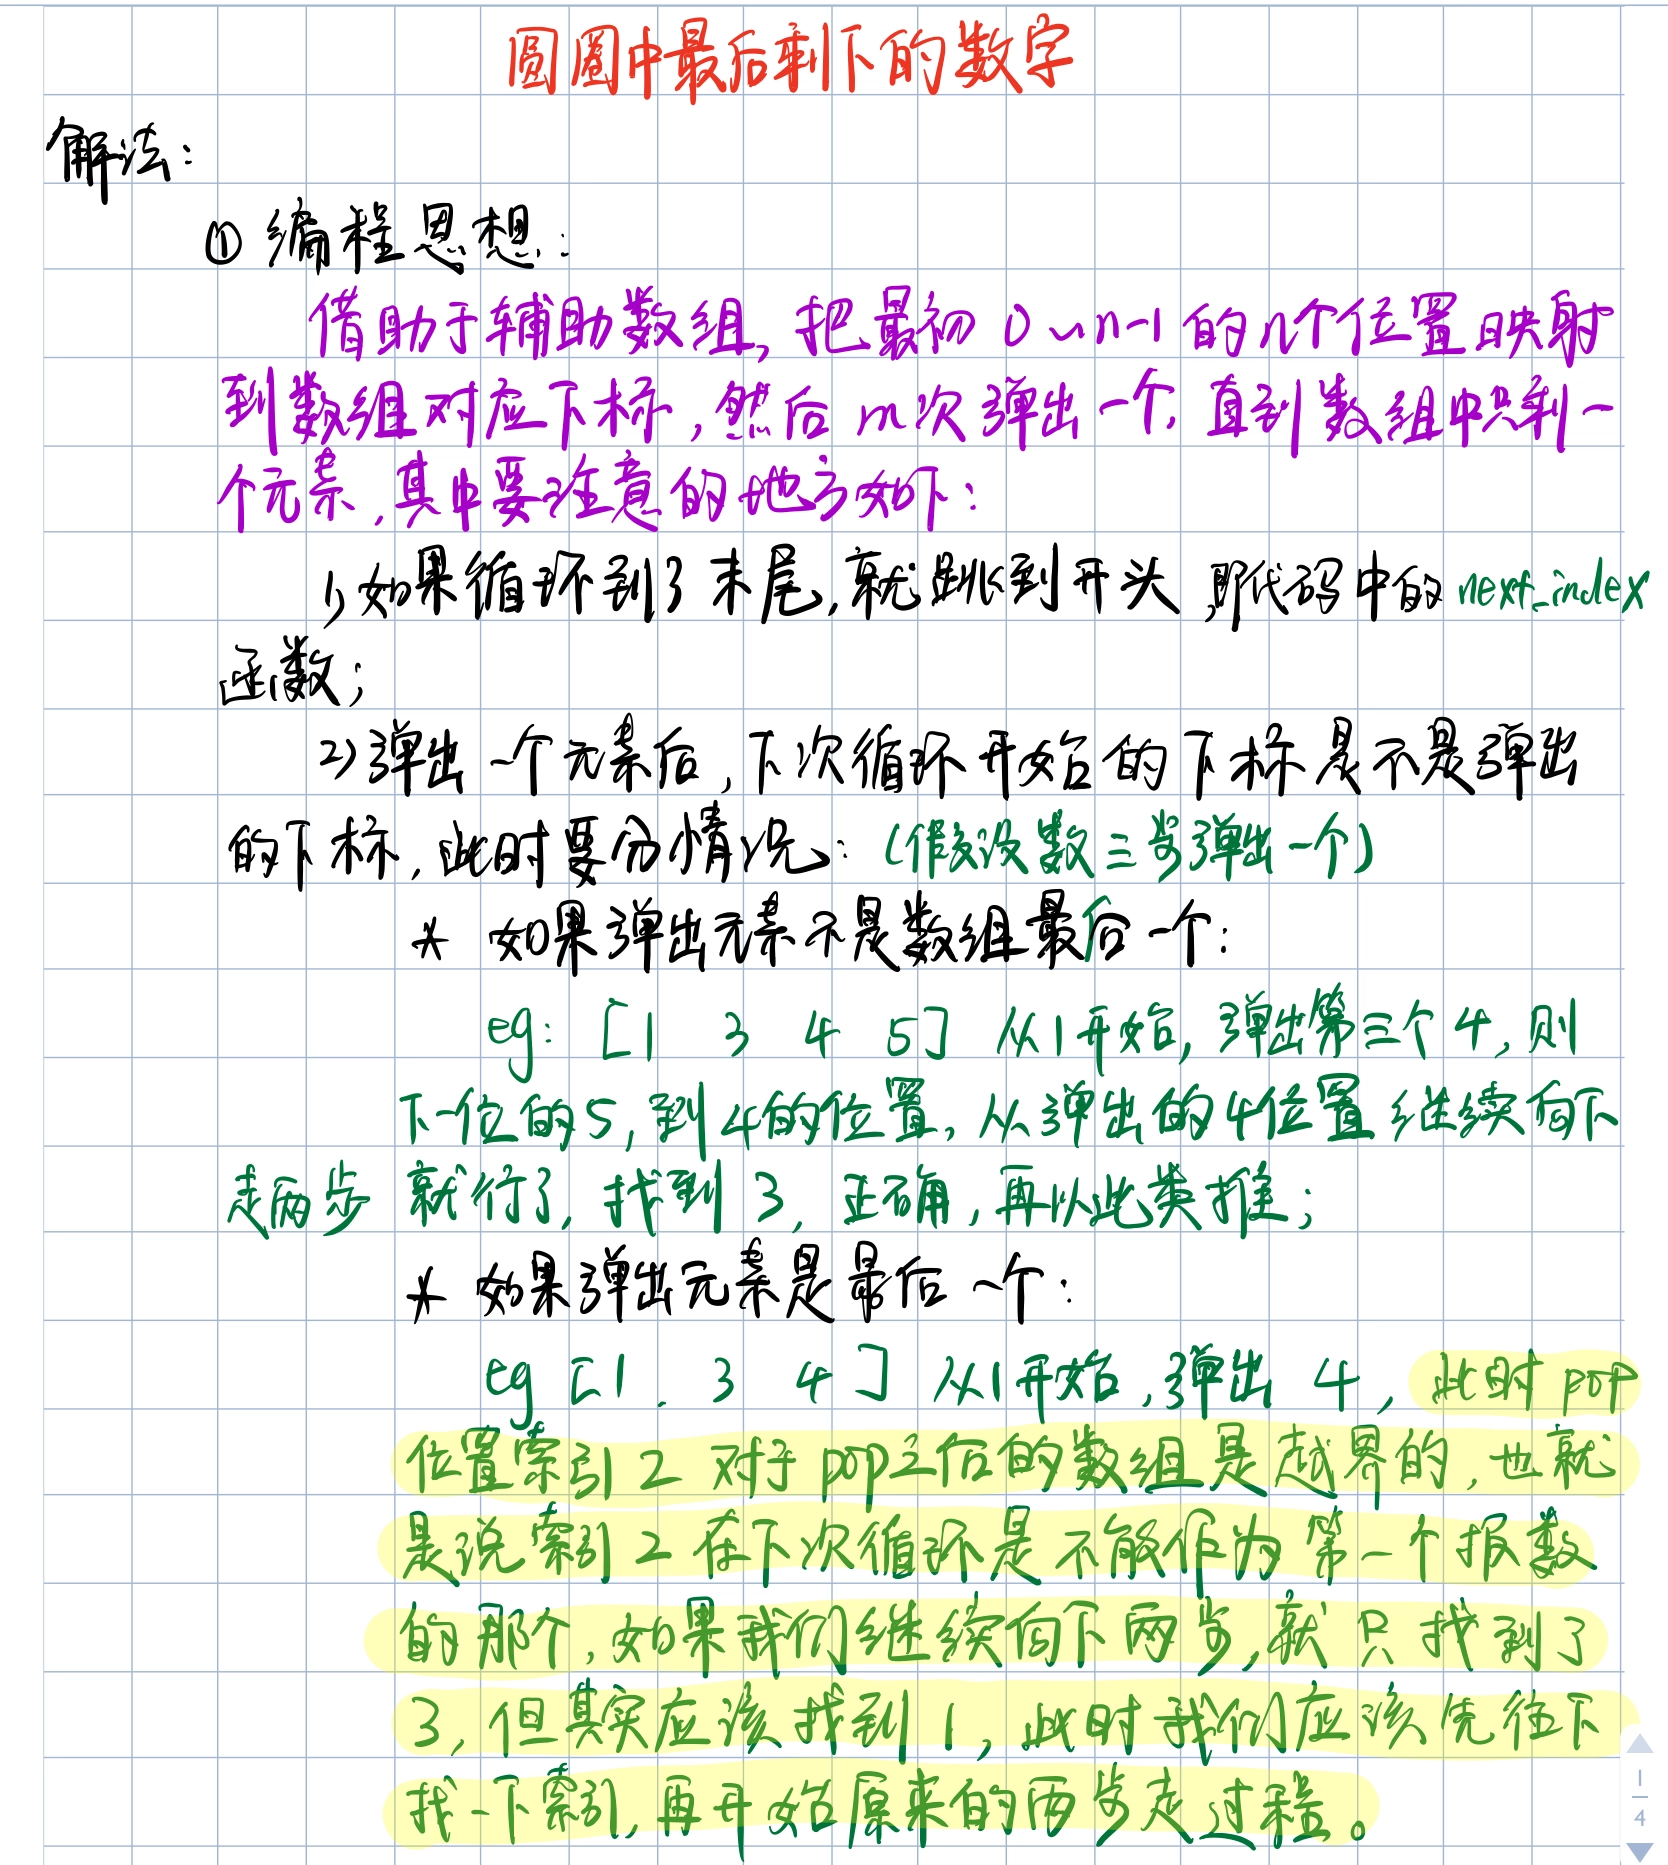 圆圈中最后剩下的数字
解法:
① 编程思想:
借助于辅助数组, 把最初 0~n-1 的n个位置映射
到数组对应下标, 然后 m次弹出一个, 直到数组中只剩一
个元素, 其中要注意的地方如下:
1) 如果循环到了末尾, 就跳到开头, 即代码中的 next_index
函数;
2) 弹出一个元素后, 下次循环开始的下标是不是弹出
的下标, 此时要分情况: (假设数三步弹出一个)
* 如果弹出元素不是数组最后一个:
eg: [1 3 4 5] 从1开始, 弹出第三个4, 则
下一位的5, 到4的位置, 从弹出的4位置继续向下
走两步 就行了, 找到 3, 正确, 再以此类推;
* 如果弹出元素是最后一个:
eg [1. 3 4] 从1开始, 弹出 4, 此时 pop
位置索引 2 对于 pop之后的数组是越界的, 也就
是说索引 2 在下次循环是不能作为第一个报数
的那个, 如果我们继续向下两步, 就只找到了
3, 但其实应该找到 1, 此时我们应该先往下
找一下索引, 再开始原来的两步走过程。
1
4